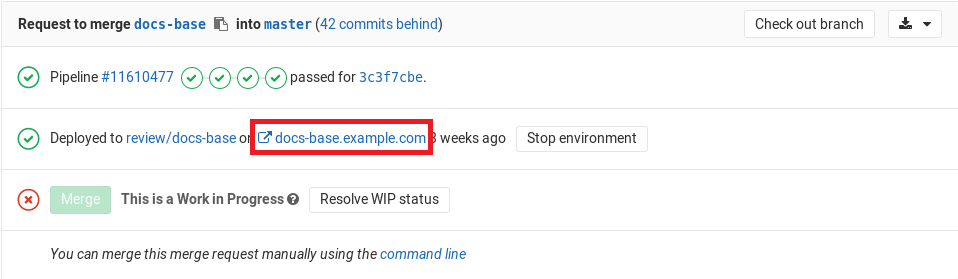 Request to merge docs-base into master (42 commits behind) Check out branch
Pipeline #11610477 passed for 3c3f7cbe.
Deployed to review/docs-base on docs-base.example.com 3 weeks ago Stop environment
Merge This is a Work in Progress Resolve WIP status
You can merge this merge request manually using the command line